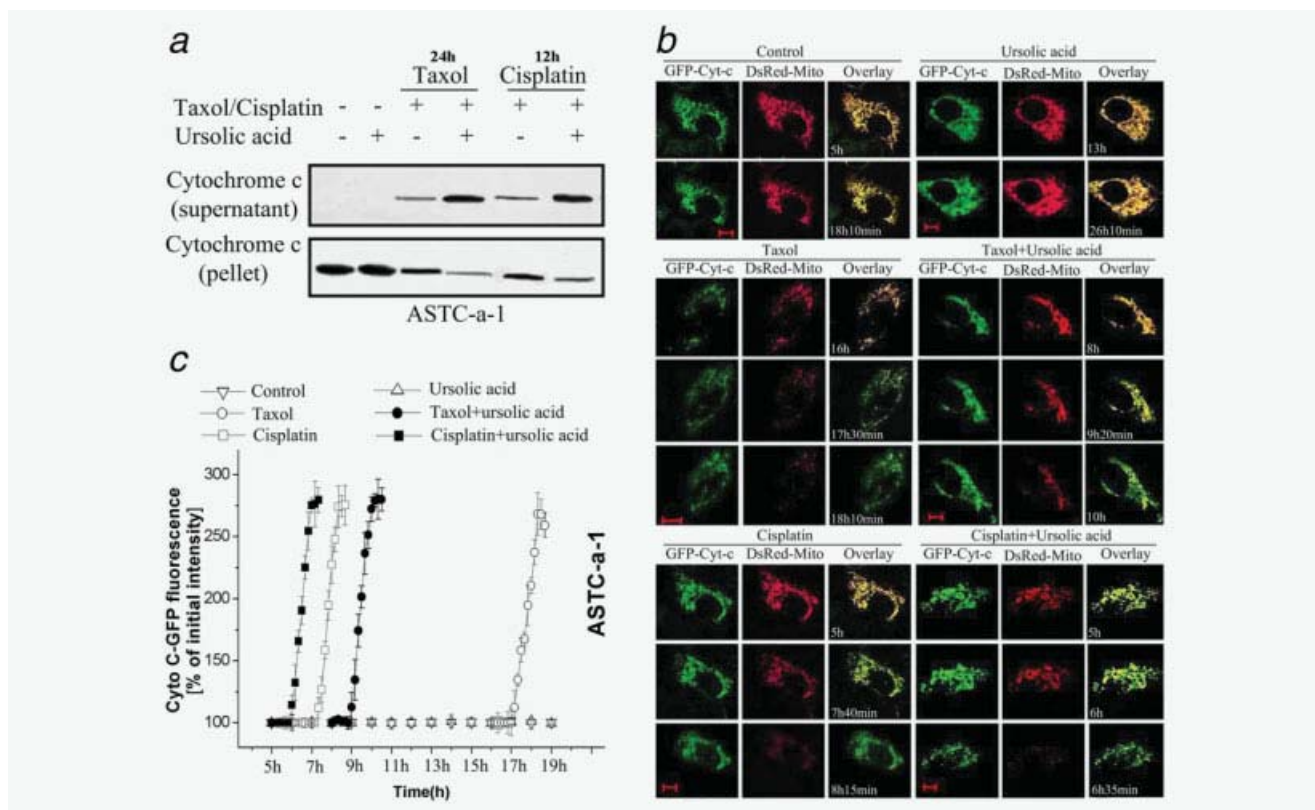 a
24h 12h
Taxol Cisplatin
Taxol/Cisplatin - - + + + +
Ursolic acid - + - + - +
Cytochrome c
(supernatant)
Cytochrome c
(pellet)
ASTC-a-1
b
Control
GFP-Cyt-c DsRed-Mito Overlay
5h
18h10min
Ursolic acid
GFP-Cyt-c DsRed-Mito Overlay
13h
26h10min
Taxol
GFP-Cyt-c DsRed-Mito Overlay
16h
17h30min
18h10min
Taxol+Ursolic acid
GFP-Cyt-c DsRed-Mito Overlay
8h
9h20min
10h
Cisplatin
GFP-Cyt-c DsRed-Mito Overlay
5h
7h40min
8h15min
Cisplatin+Ursolic acid
GFP-Cyt-c DsRed-Mito Overlay
5h
6h
6h35min
c
Control Ursolic acid
Taxol Taxol+ursolic acid
Cisplatin Cisplatin+ursolic acid
Cyto C-GFP fluorescence
[% of initial intensity]
300
250
200
150
100
5h 7h 9h 11h 13h 15h 17h 19h
Time(h)
ASTC-a-1